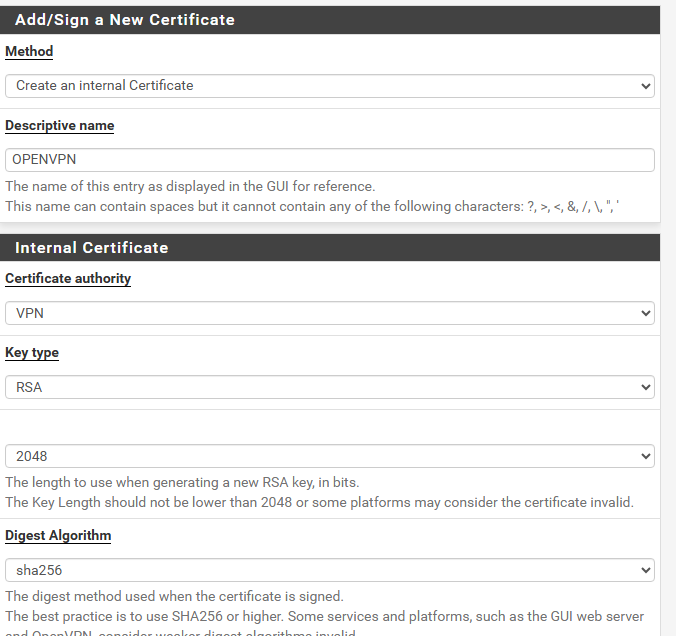 Add/Sign a New Certificate
Method
Create an internal Certificate
Descriptive name
OPENVPN
The name of this entry as displayed in the GUI for reference.
This name can contain spaces but it cannot contain any of the following characters: ?, >, <, &, /, \, ", '
Internal Certificate
Certificate authority
VPN
Key type
RSA
2048
The length to use when generating a new RSA key, in bits.
The Key Length should not be lower than 2048 or some platforms may consider the certificate invalid.
Digest Algorithm
sha256
The digest method used when the certificate is signed.
The best practice is to use SHA256 or higher. Some services and platforms, such as the GUI web server
and OpenVPN, consider weaker digest algorithms invalid.